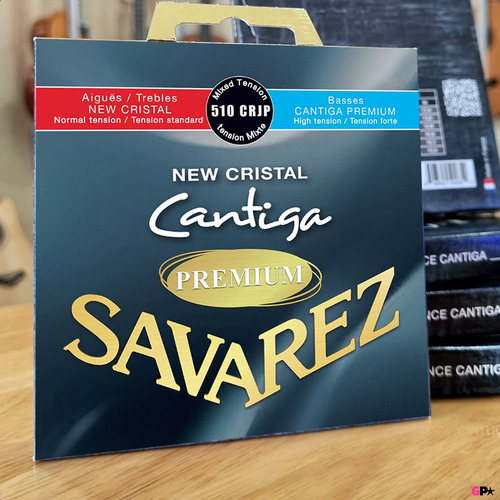 Aiguës / Trebles
NEW CRISTAL
Normal tension / Tension standard
Mixed Tension
510 CRJP
tension Mixte
Basses
CANTIGA PREMIUM
High tension / Tension forte
NEW CRISTAL
Cantiga
PREMIUM
SAVAREZ
CE CANTIGA
NCE CANTIGA
NCE CANTIGA
GP★